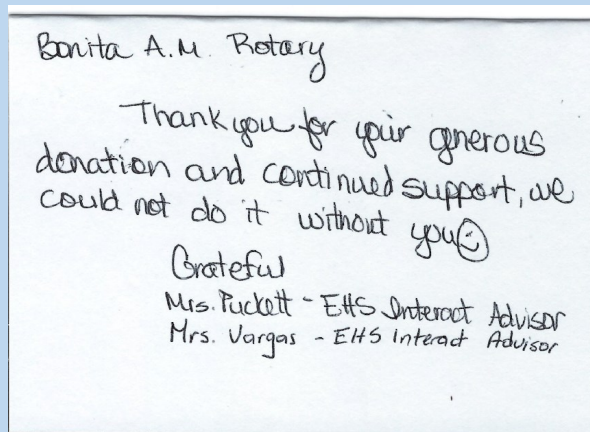 Bonita A.M. Rotary
Thank you for your gnerous
donation and continued support, we
could not do it without you
Grateful
Mrs. Puckett - EHS Interact Advisor
Mrs. Vargas - EHS Interact Advisor